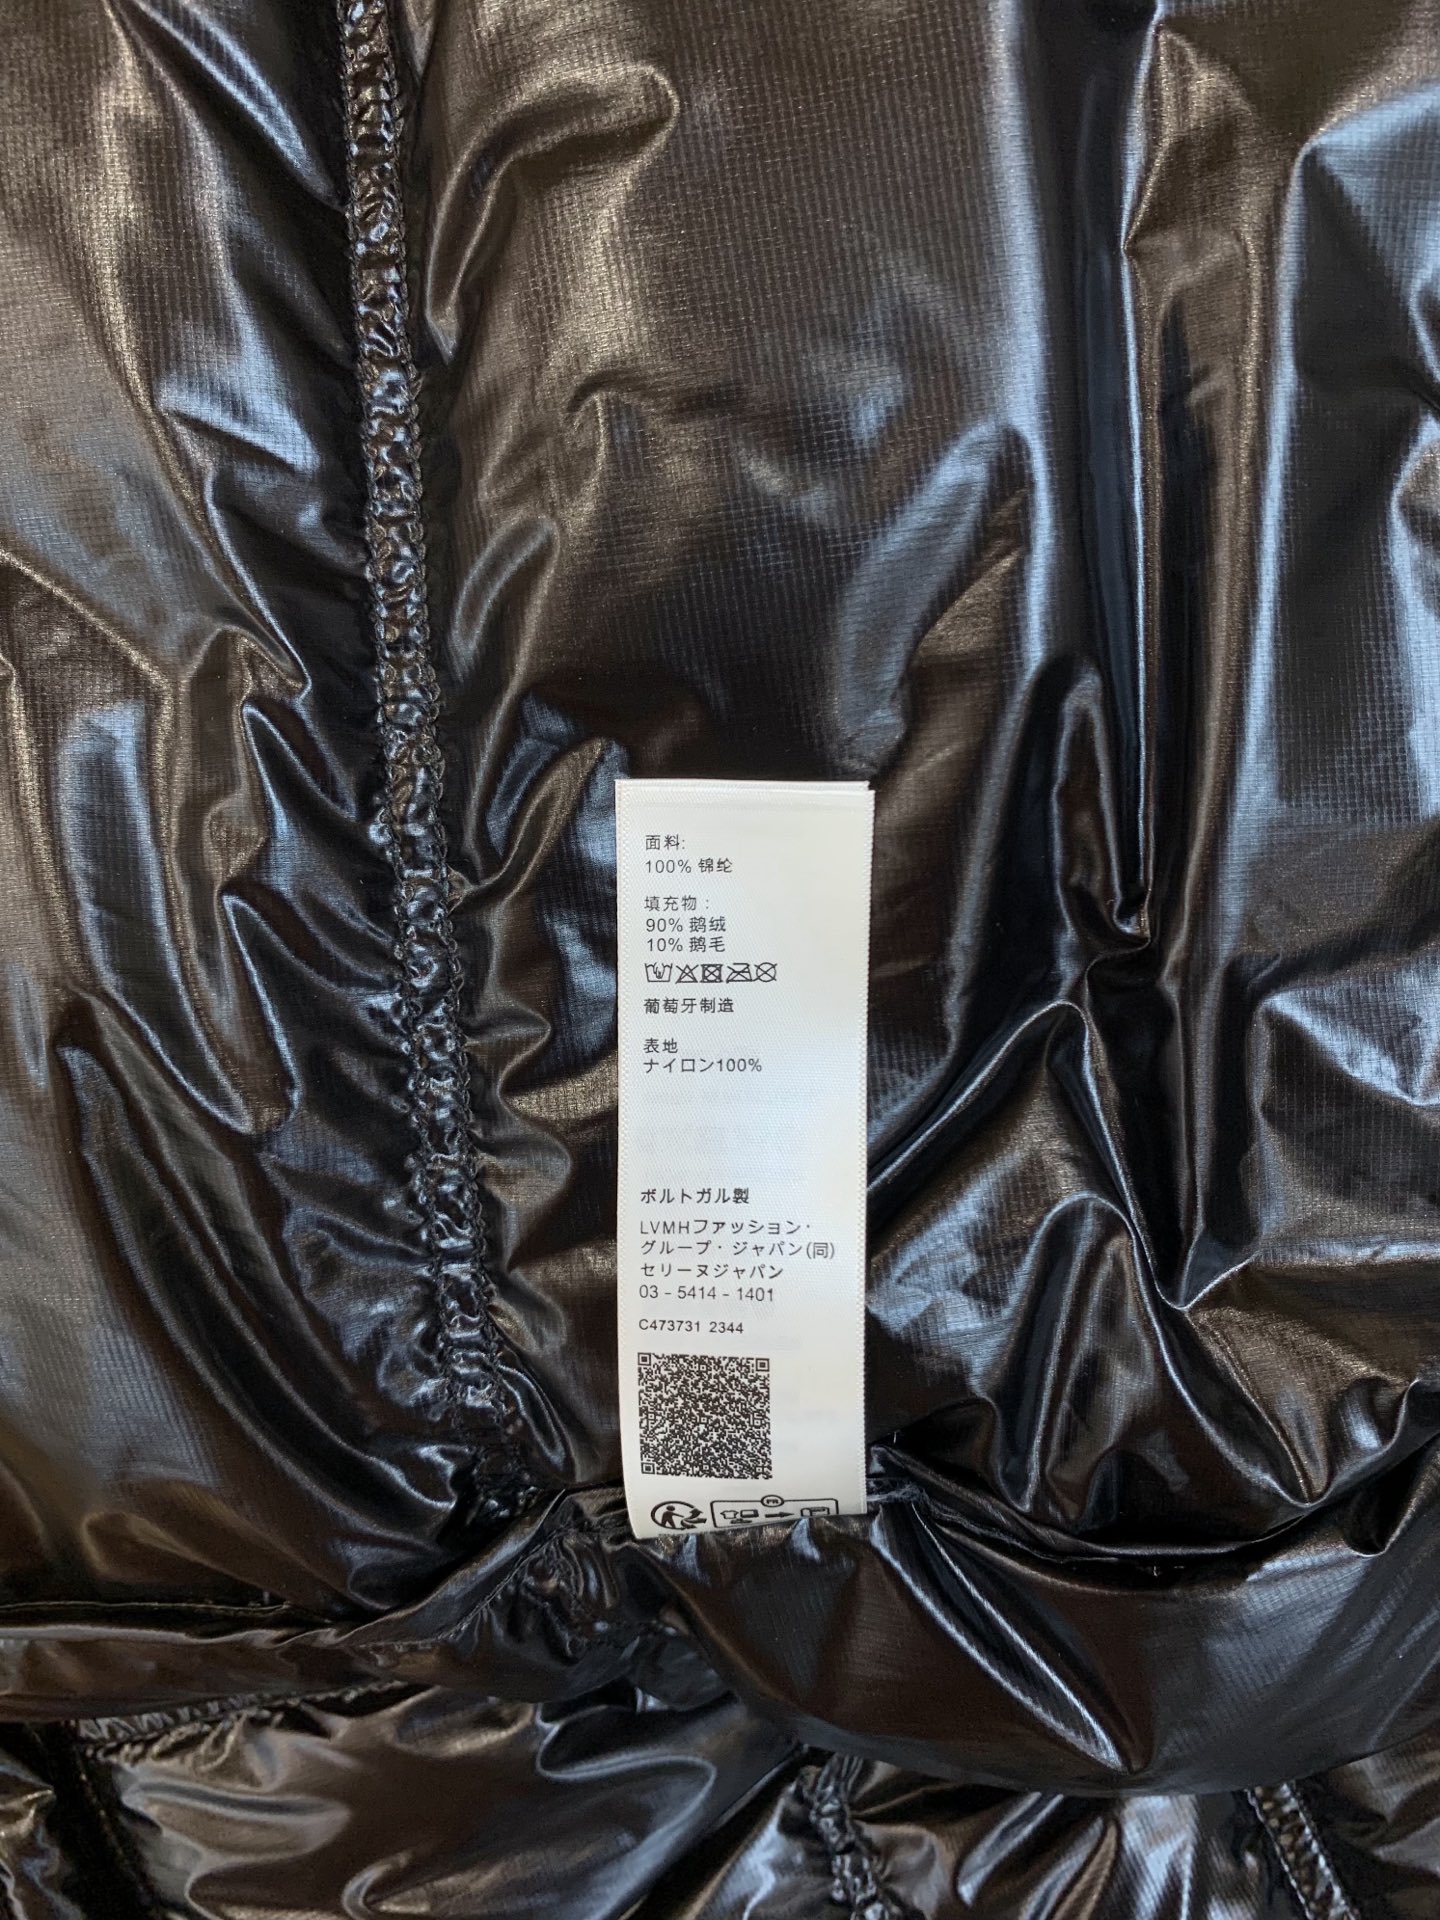 面料:
100% 锦纶
填充物 :
90% 鹅绒
10% 鹅毛
葡萄牙制造
表地
ナイロン100%
ポルトガル製
LVMHファッション・
グループ・ジャパン(同)
セリーヌジャパン
03 - 5414 - 1401
C473731 2344
FR